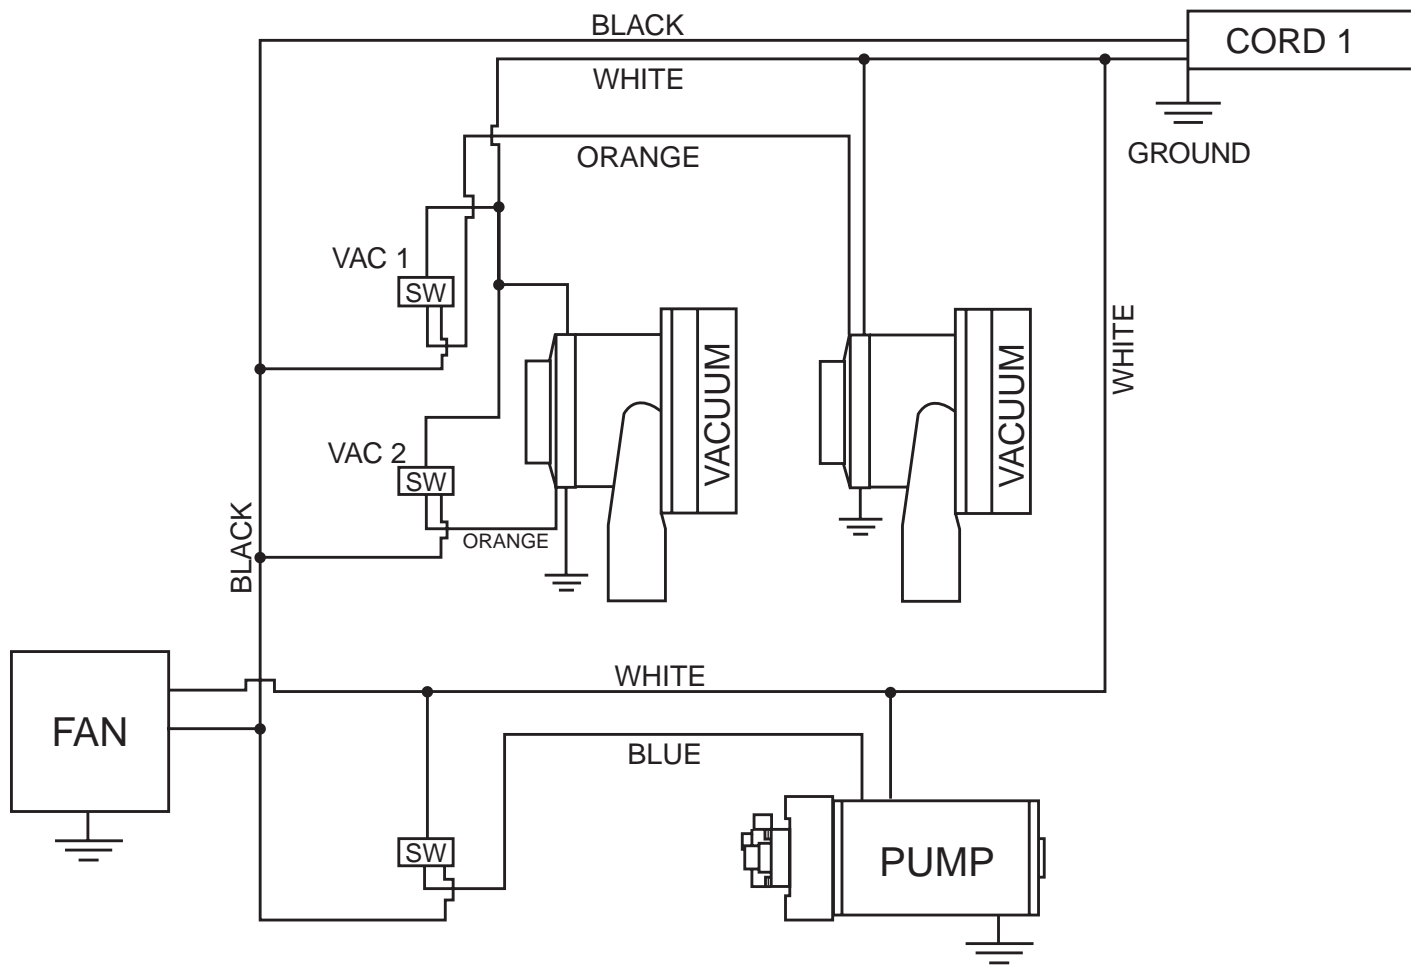 BLACK
CORD 1
WHITE
ORANGE
GROUND
VAC 1
SW
WHITE
VACUUM
VACUUM
VAC 2
SW
ORANGE
BLACK
WHITE
FAN
BLUE
SW
PUMP